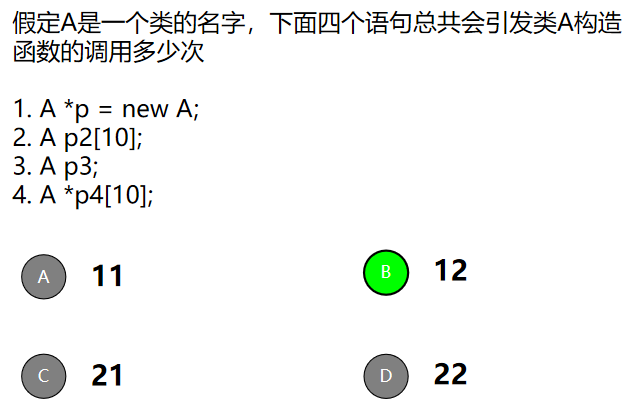 假定A是一个类的名字，下面四个语句总共会引发类A构造
函数的调用多少次
1. A *p = new A;
2. A p2[10];
3. A p3;
4. A *p4[10];
A 11
B 12
C 21
D 22